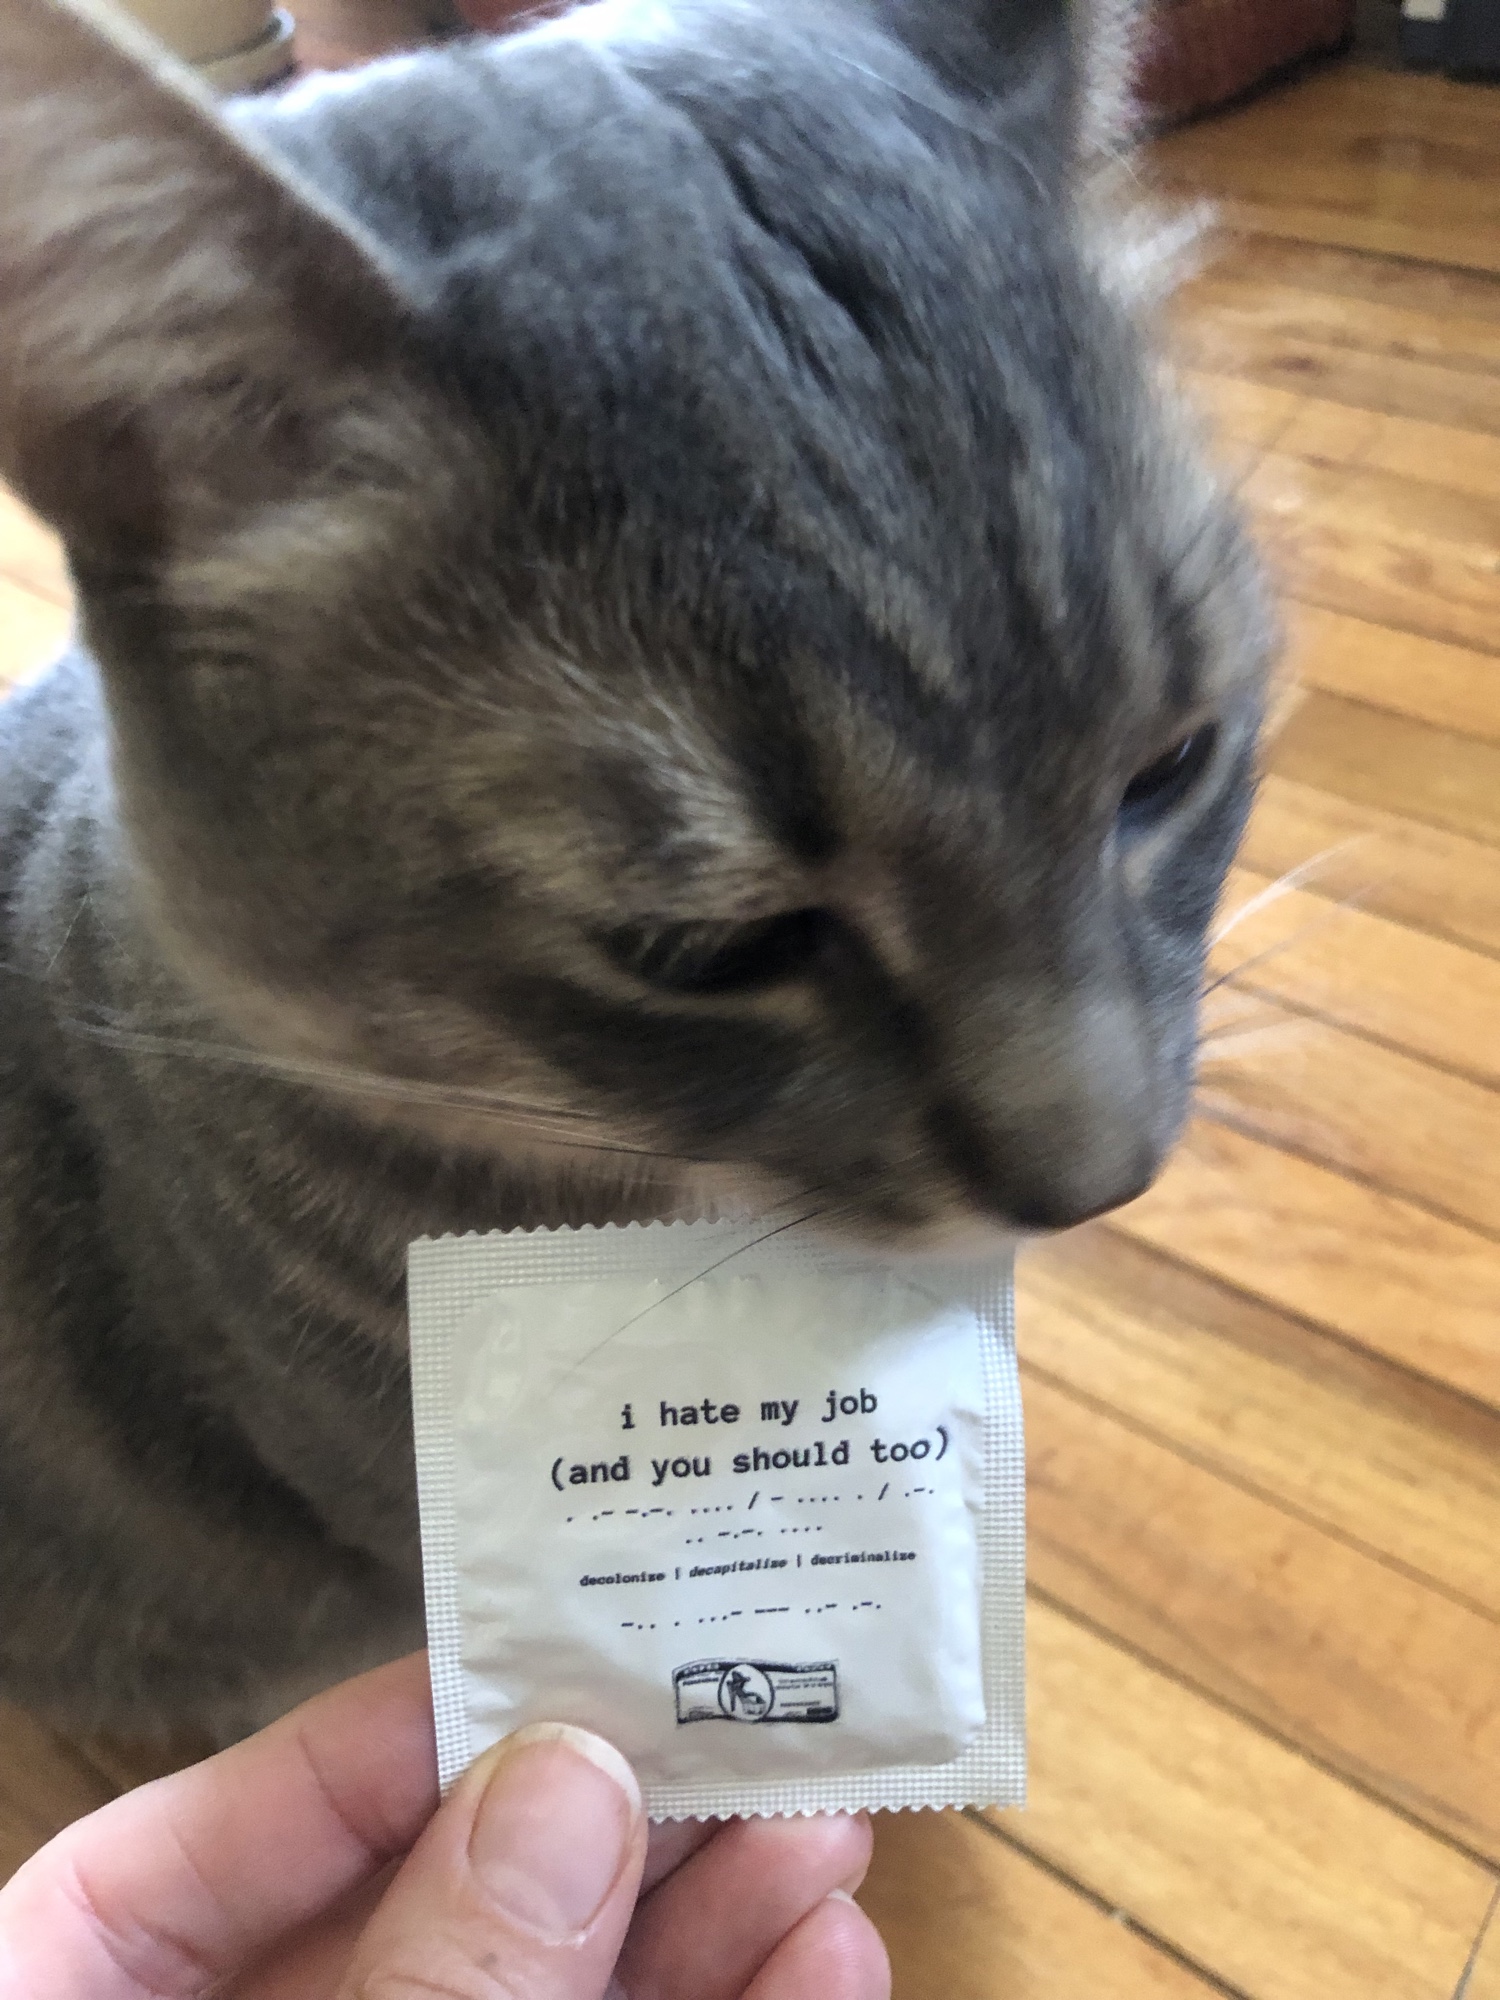 i hate my job
(and you should too)
. .- -.-. .... / - .... . / .-.
.. -.-. ....
decolonize | decapitalize | decriminalize
-.. . ...- --- ..- .-.